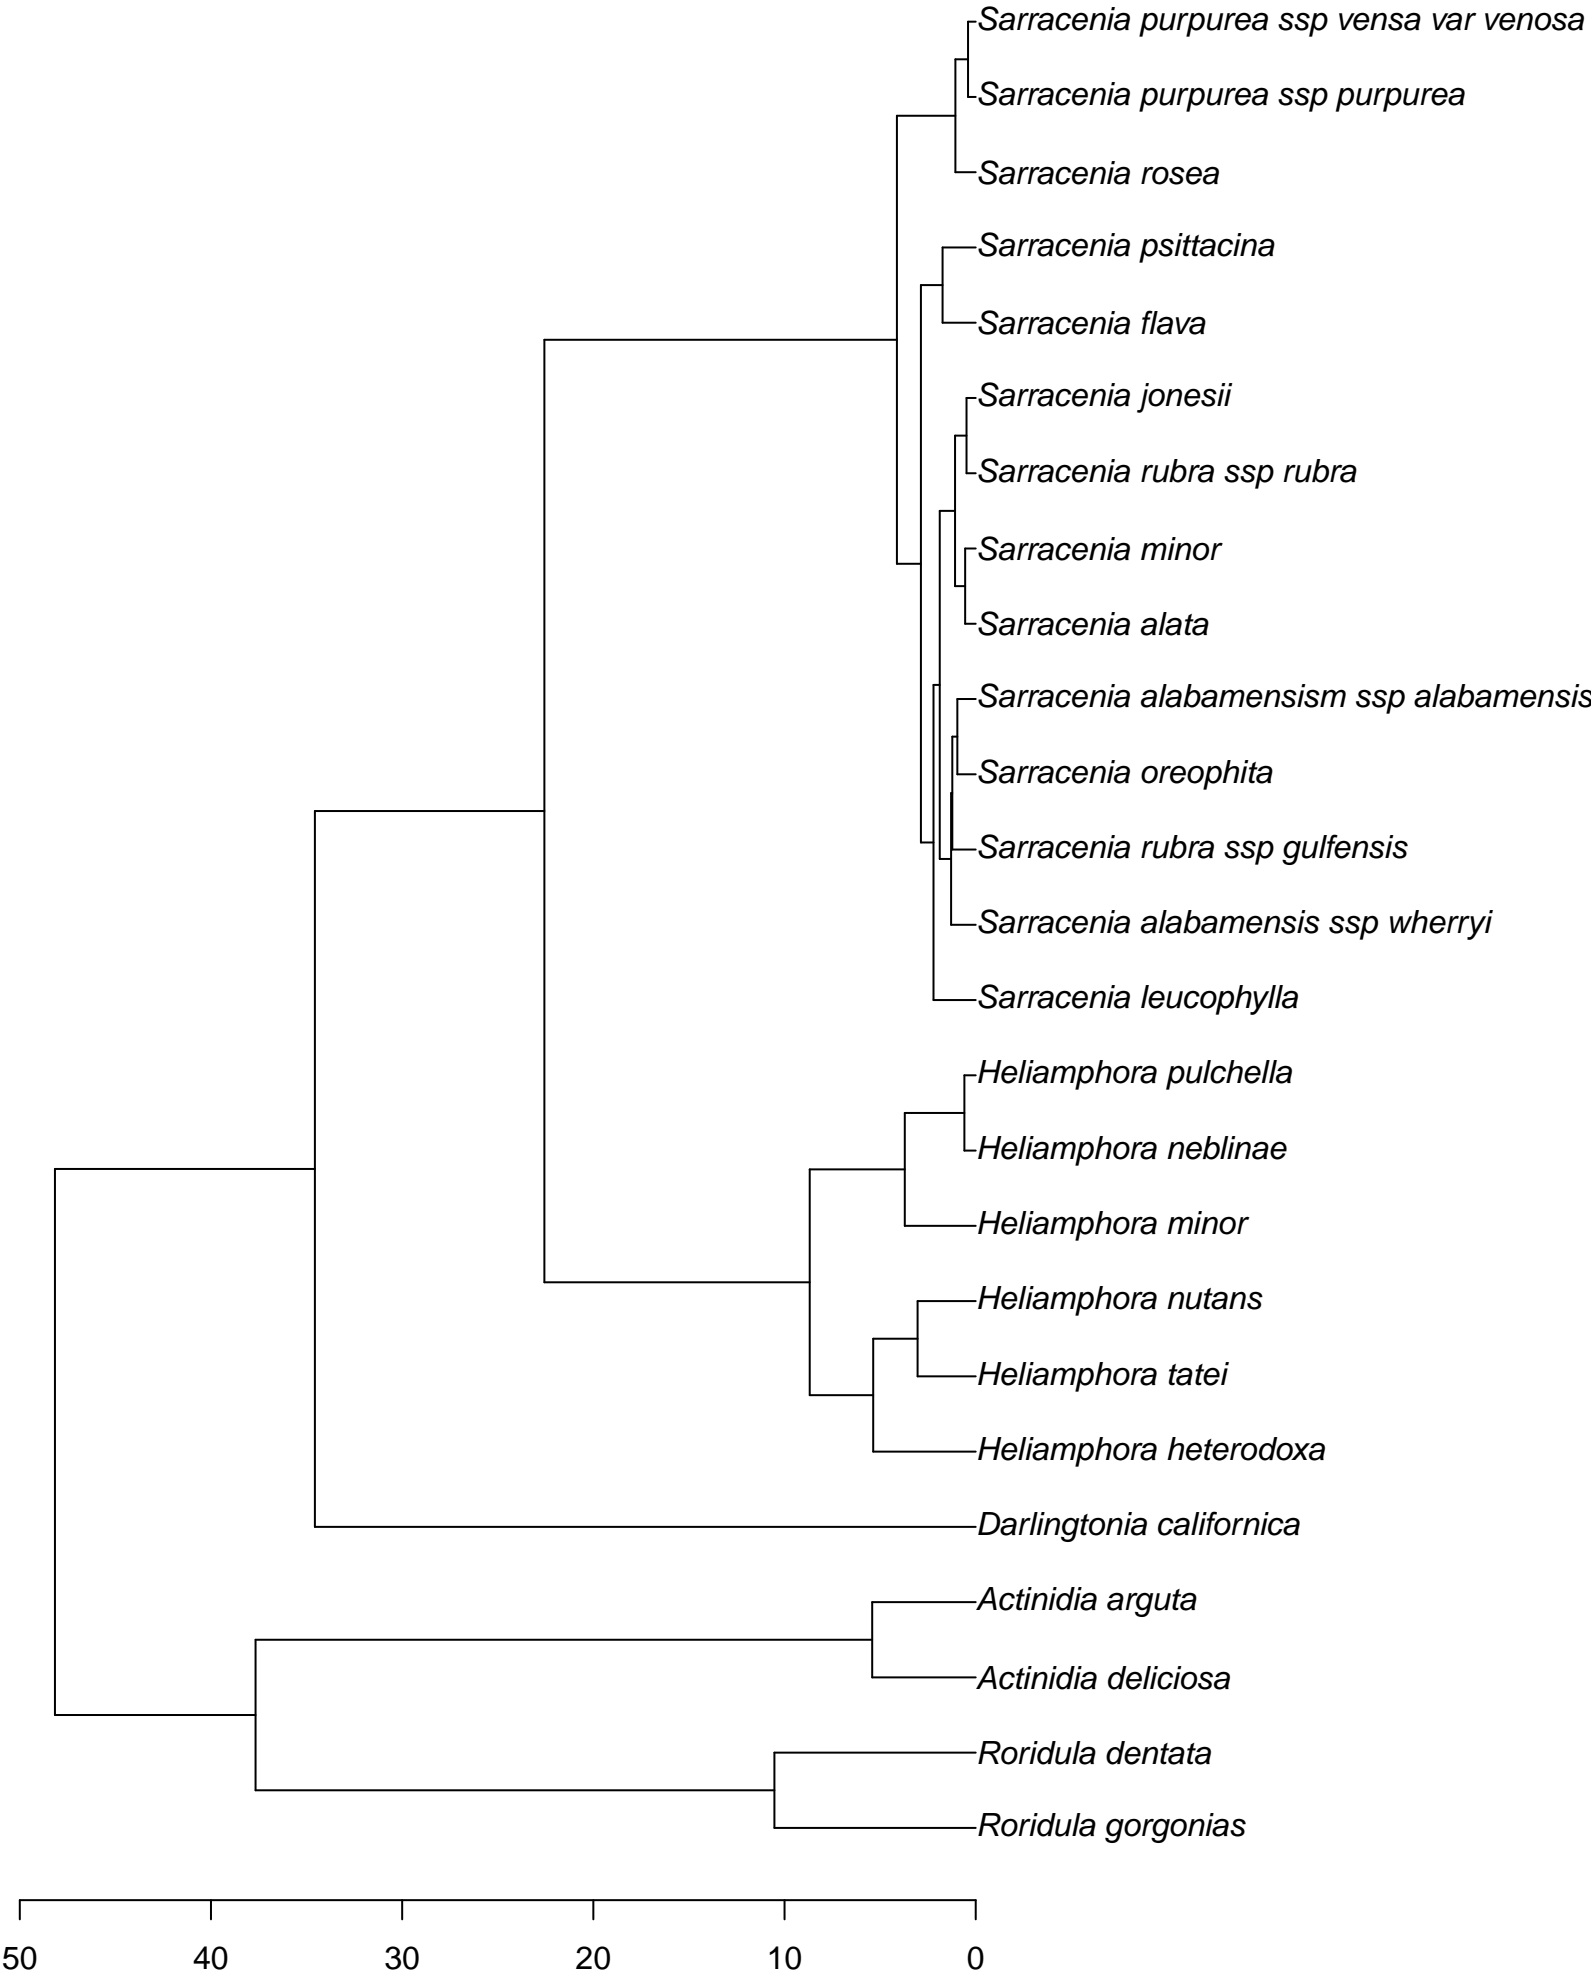 Sarracenia purpurea ssp vensa var venosa
Sarracenia purpurea ssp purpurea
Sarracenia rosea
Sarracenia psittacina
Sarracenia flava
Sarracenia jonesii
Sarracenia rubra ssp rubra
Sarracenia minor
Sarracenia alata
Sarracenia alabamensism ssp alabamensis
Sarracenia oreophita
Sarracenia rubra ssp gulfensis
Sarracenia alabamensis ssp wherryi
Sarracenia leucophylla
Heliamphora pulchella
Heliamphora neblinae
Heliamphora minor
Heliamphora nutans
Heliamphora tatei
Heliamphora heterodoxa
Darlingtonia californica
Actinidia arguta
Actinidia deliciosa
Roridula dentata
Roridula gorgonias
50 40 30 20 10 0